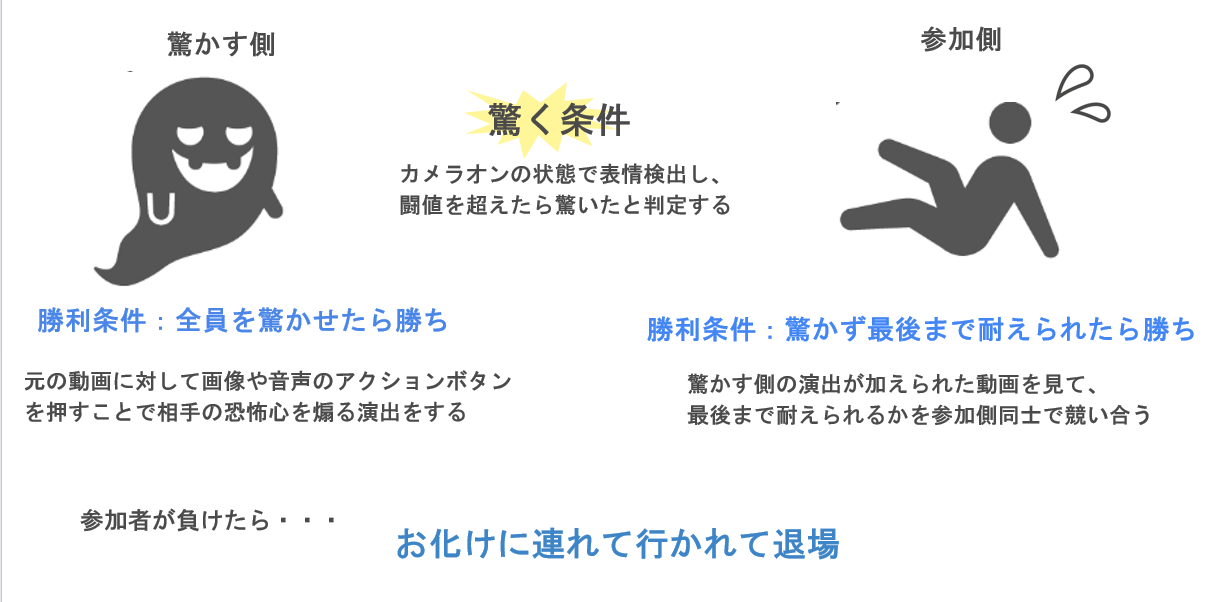 驚かす側
参加側
驚く条件
カメラオンの状態で表情検出し、
闘値を超えたら驚いたと判定する
勝利条件：全員を驚かせたら勝ち
元の動画に対して画像や音声のアクションボタン
を押すことで相手の恐怖心を煽る演出をする
勝利条件：驚かず最後まで耐えられたら勝ち
驚かす側の演出が加えられた動画を見て、
最後まで耐えられるかを参加側同士で競い合う
参加者が負けたら・・・
お化けに連れて行かれて退場